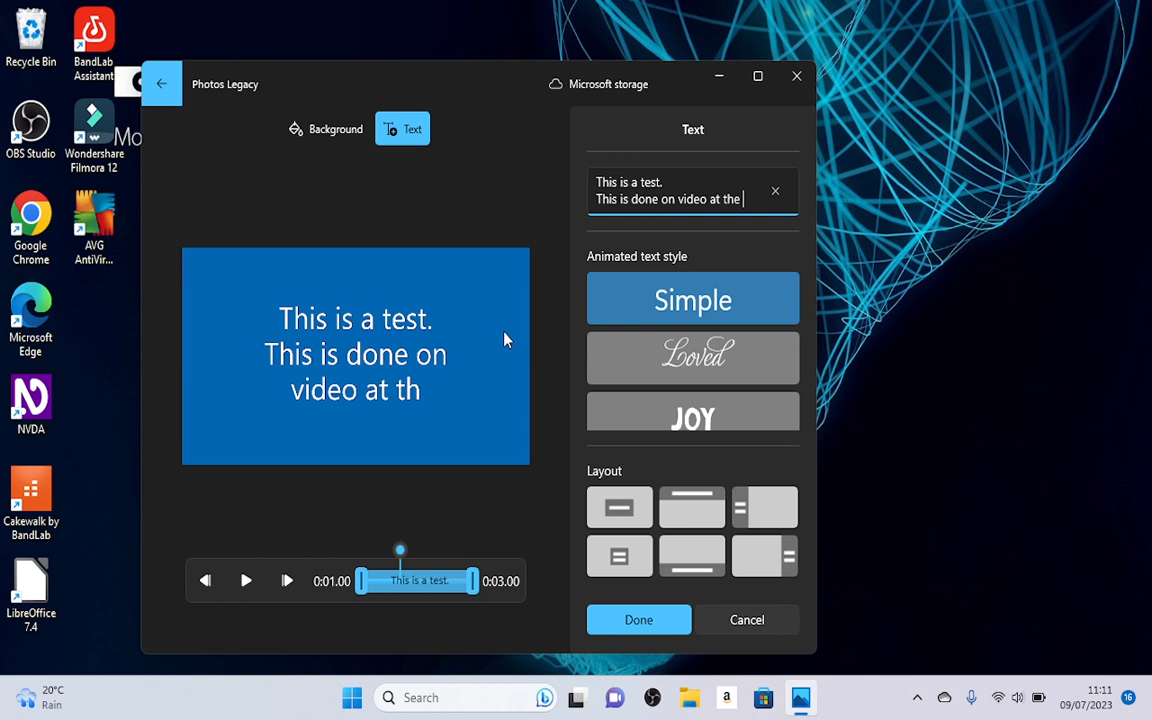 Recycle Bin
BandLab
Assistant
OBS Studio
Wondershare
Filmora 12
Mo
Google
Chrome
AVG
AntiVir...
Microsoft
Edge
NVDA
Cakewalk by
BandLab
LibreOffice
7.4
Photos Legacy
Microsoft storage
Background
Text
This is a test.
This is done on
video at th
0:01.00
This is a test.
0:03.00
Text
This is a test.
This is done on video at the
Animated text style
Simple
Loved
JOY
Layout
Done
Cancel
20°C
Rain
Search
11:11
09/07/2023
16